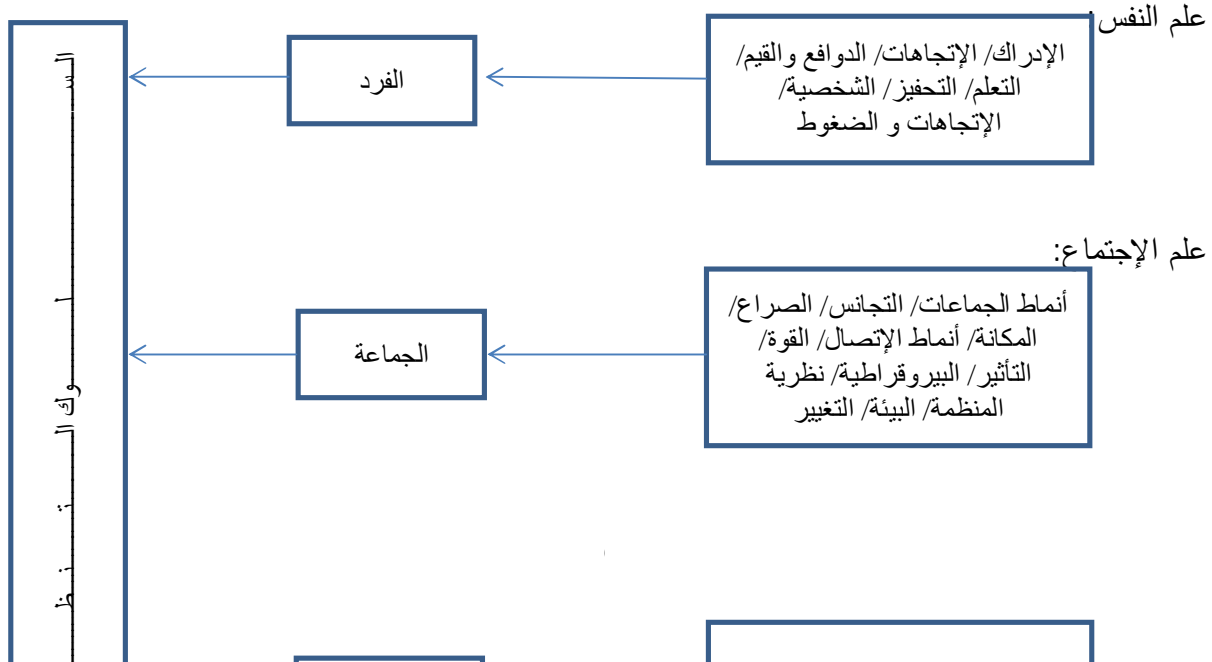 علم النفس:
الإدراك/ الإتجاهات/ الدوافع والقيم/
التعلم/ التحفيز/ الشخصية/
الإتجاهات و الضغوط
الفرد
علم الإجتماع:
أنماط الجماعات/ التجانس/ الصراع/
المكانة/ أنماط الإتصال/ القوة/
التأثير/ البيروقراطية/ نظرية
المنظمة/ البيئة/ التغيير
الجماعة
الســـلـــوك